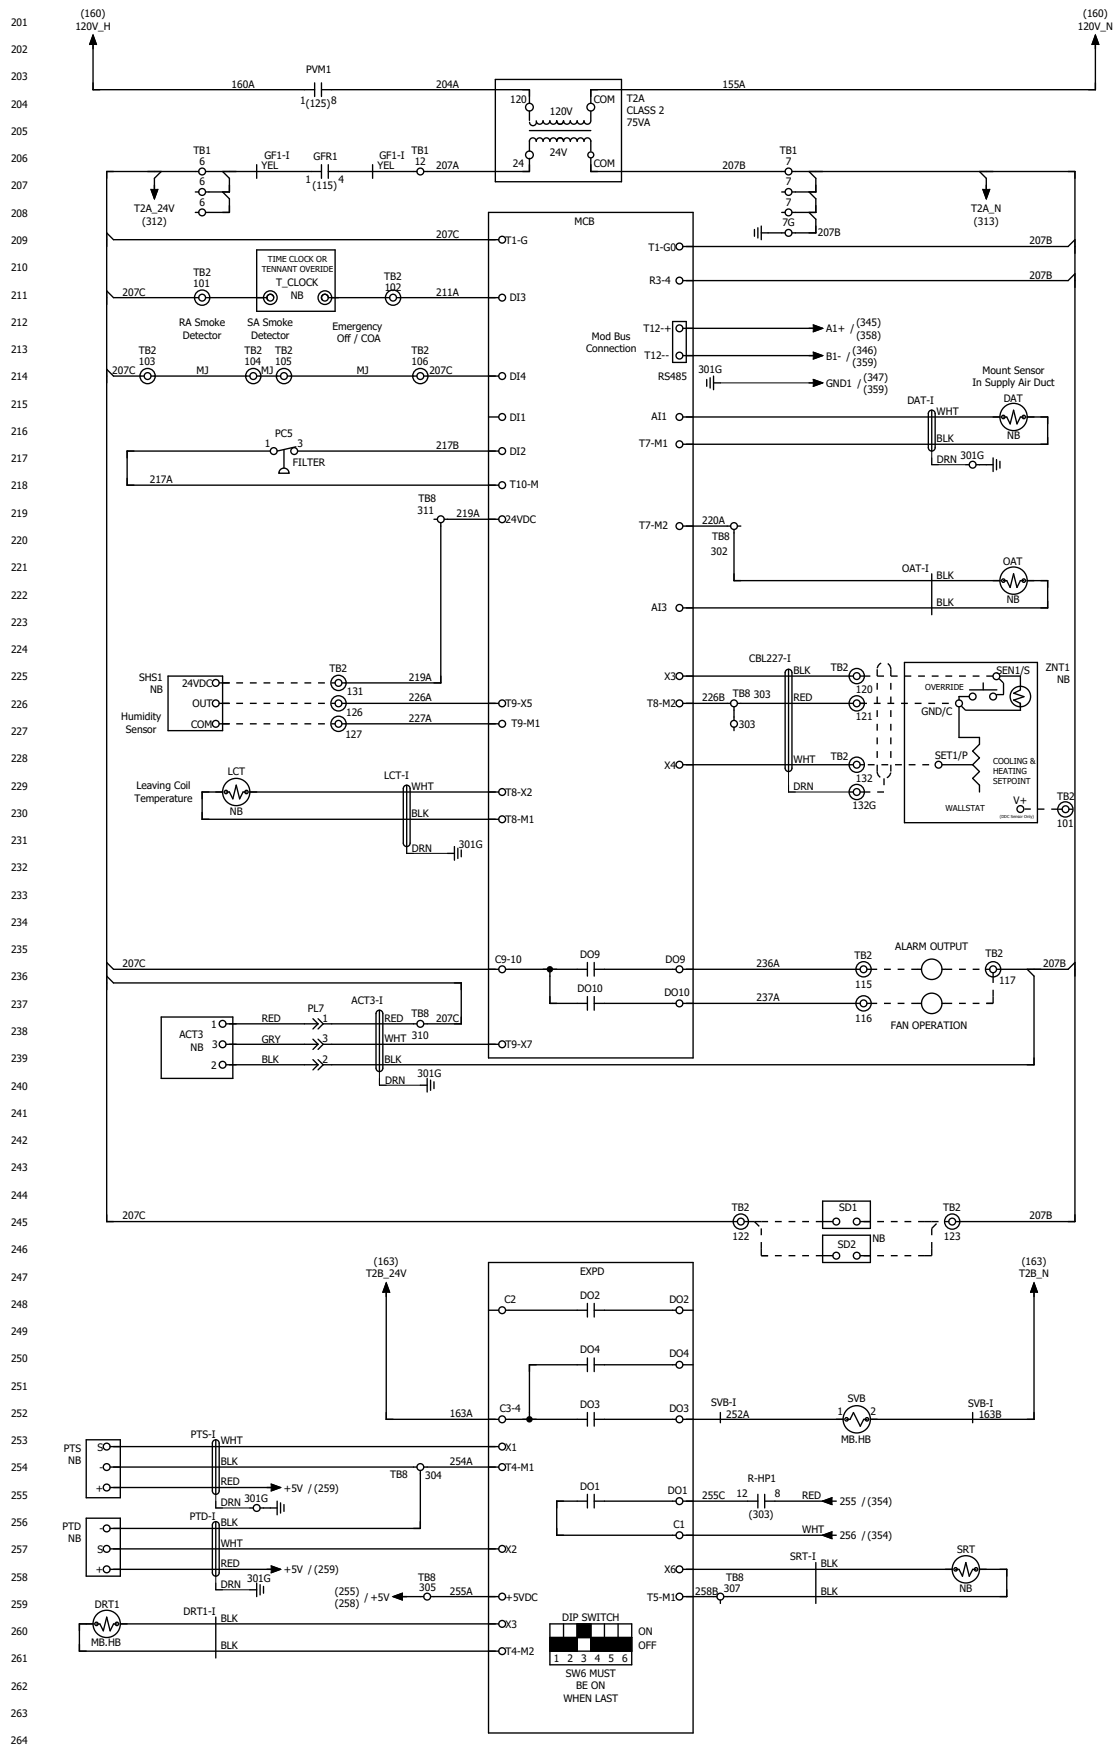 201 (160) (160)
120V_H 120V_N
202
203 PVM1
160A 204A 155A
204 1 (125) 8 120 COM T2A
120V CLASS 2
205 75VA
24V
206 TB1 GF1-I GFR1 GF1-I TB1 TB1
6 YEL YEL 12 207A 24 COM 207B 7
207 6 1 (115) 4 7
T2A_24V 6 7 T2A_N
208 (312) MCB 7G (313)
207B
209 207C T1-G T1-G0 207B
210 TIME CLOCK OR
TENNANT OVERIDE
TB2 T_CLOCK TB2 R3-4 207B
211 207C 101 NB 102 211A DI3
212 RA Smoke SA Smoke Emergency T12-+ A1+ / (345)
Detector Detector Off / COA Mod Bus (358)
213 Connection T12-- B1- / (346)
TB2 TB2 TB2 TB2 (359)
103 104 105 106 RS485 301G Mount Sensor
214 207C MJ MJ MJ 207C DI4 GND1 / (347) In Supply Air Duct
(359)
215 DI1 AI1 DAT-I WHT DAT
216 PC5 T7-M1 BLK NB
217 1 3 217B DI2 DRN 301G
FILTER
218 217A T10-M
219 TB8
311 219A 24VDC T7-M2 220A
220 TB8
302
221 OAT-I BLK OAT
222 AI3 BLK NB
223
224
225 SHS1 24VDC TB2 219A X3 CBL227-I BLK TB2 SEN1/S ZNT1
NB 131 120 OVERRIDE NB
226 OUT 226A T9-X5 T8-M2 226B TB8 303 RED 121 GND/C
Humidity 126
227 Sensor COM 227A T9-M1 303
127
228 X4 WHT TB2 SET1/P COOLING &
132 HEATING
SETPOINT
229 Leaving Coil LCT LCT-I WHT T8-X2 DRN 132G
Temperature NB WALLSTAT V+ TB2
230 BLK T8-M1 (DDC Sensor Only) 101
231 DRN 301G
232
233
234
235 207C C9-10 DO9 DO9 236A TB2 ALARM OUTPUT TB2 207B
236 115 117
237 DO10 DO10 237A 116 FAN OPERATION
ACT3 1 RED PL7 1 ACT3-I RED TB8 207C
238 NB 3 GRY 3 WHT 310 T9-X7
239 2 BLK 2 BLK
240 DRN 301G
241
242
243
244
245 207C TB2 SD1 TB2 207B
122 NB 123
246 SD2
247 (163) EXPD (163)
T2B_24V T2B_N
248 C2 DO2 DO2
249
250 DO4 DO4
251
252 163A C3-4 DO3 DO3 SVB-I 252A 1 SVB 2 SVB-I 163B
MB.HB
253 PTS S PTS-I WHT X1
254 NB - BLK TB8 304 254A T4-M1
255 + RED +5V / (259) DO1 DO1 255C 12 R-HP1 8 RED 255 / (354)
DRN 301G (303)
256 PTD - PTD-I BLK C1 WHT 256 / (354)
257 NB S WHT X2
258 + RED +5V / (259) X6 SRT-I BLK SRT
DRN 301G NB
259 (255) TB8
(258) / +5V 305 255A +5VDC T5-M1 258B TB8 307 BLK
260 DRT1 DRT1-I BLK X3 DIP SWITCH
MB.HB ON
OFF
261 BLK T4-M2 1 2 3 4 5 6
262 SW6 MUST
BE ON
WHEN LAST
263
264